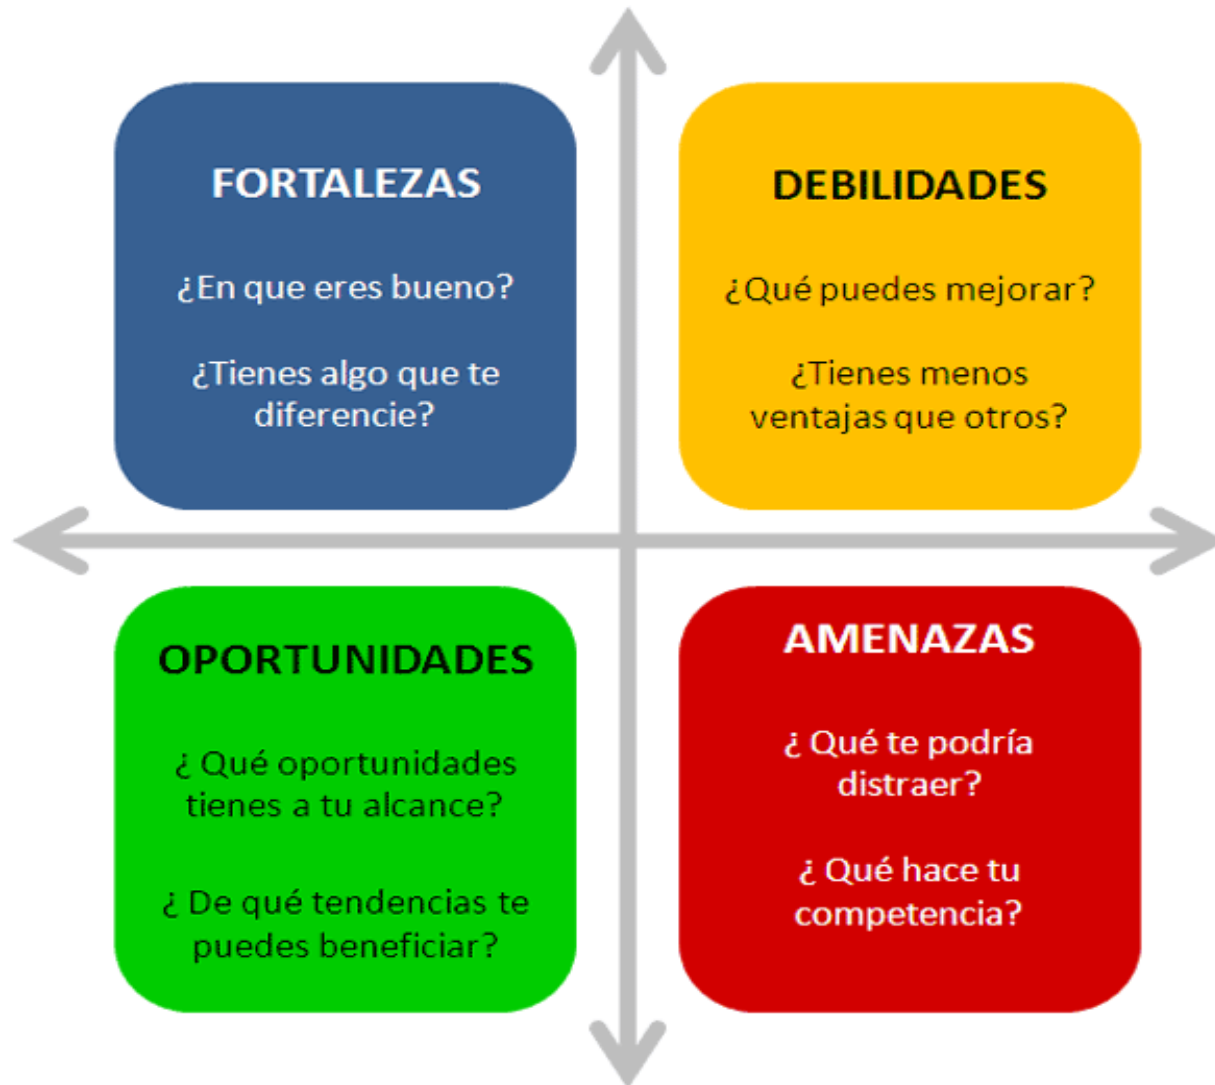 FORTALEZAS
¿En que eres bueno?
¿Tienes algo que te
diferencie?
DEBILIDADES
¿Qué puedes mejorar?
¿Tienes menos
ventajas que otros?
OPORTUNIDADES
¿ Qué oportunidades
tienes a tu alcance?
¿ De qué tendencias te
puedes beneficiar?
AMENAZAS
¿ Qué te podría
distraer?
¿ Qué hace tu
competencia?